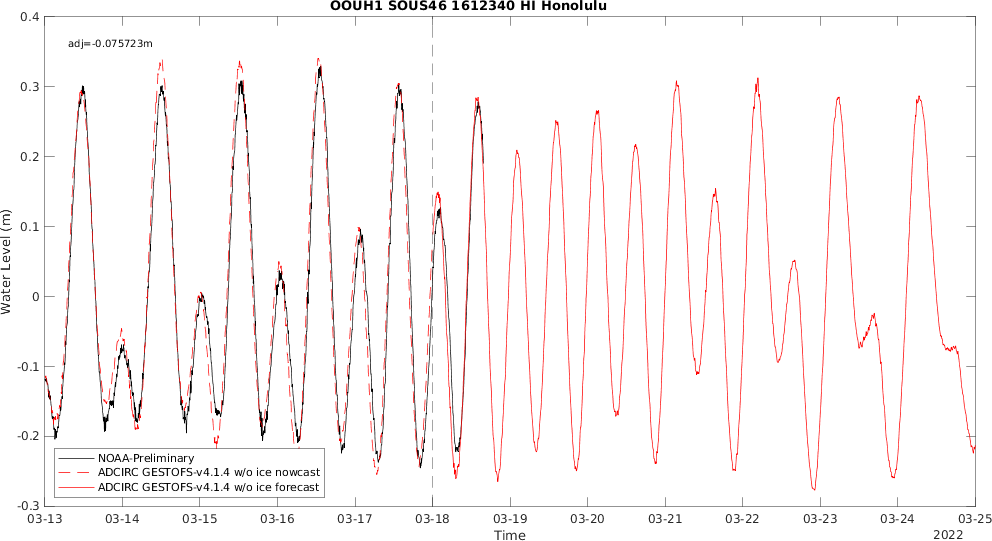 OOUH1 SOUS46 1612340 HI Honolulu
0.4
adj=-0.075723m
0.3
0.2
0.1
0
-0.1
-0.2
-0.3
Water Level (m)
NOAA-Preliminary
ADCIRC GESTOFS-v4.1.4 w/o ice nowcast
ADCIRC GESTOFS-v4.1.4 w/o ice forecast
03-13 03-14 03-15 03-16 03-17 03-18 03-19 03-20 03-21 03-22 03-23 03-24 03-25
Time
2022